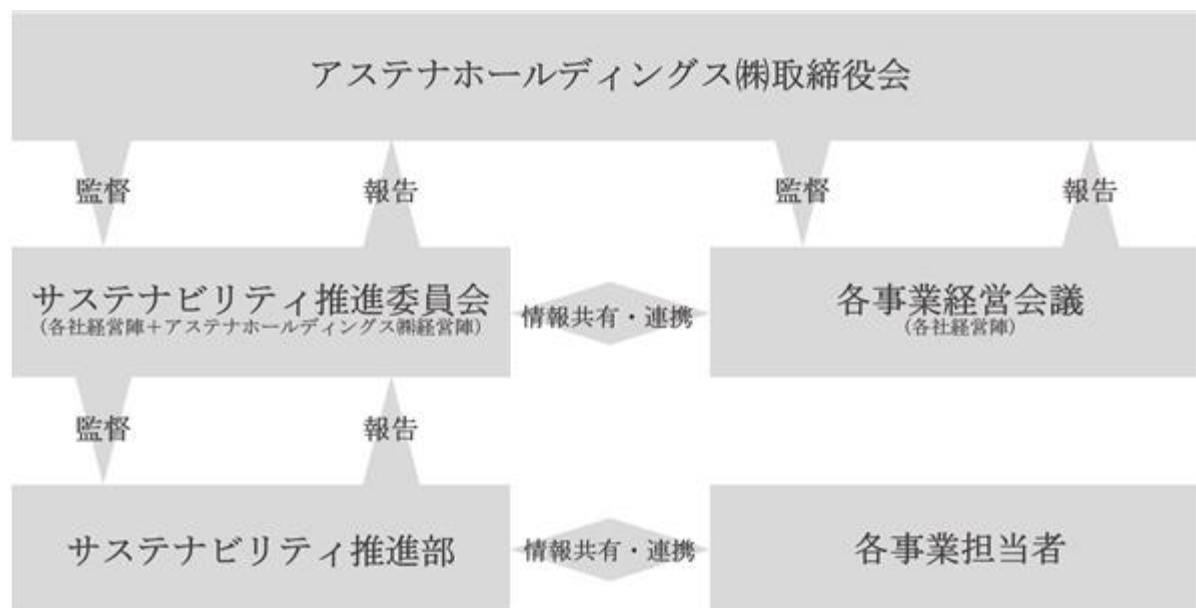 アステナホールディングス㈱取締役会
監督
報告
監督
報告
サステナビリティ推進委員会
(各社経営陣＋アステナホールディングス㈱経営陣)
情報共有・連携
各事業経営会議
(各社経営陣)
監督
報告
サステナビリティ推進部
情報共有・連携
各事業担当者